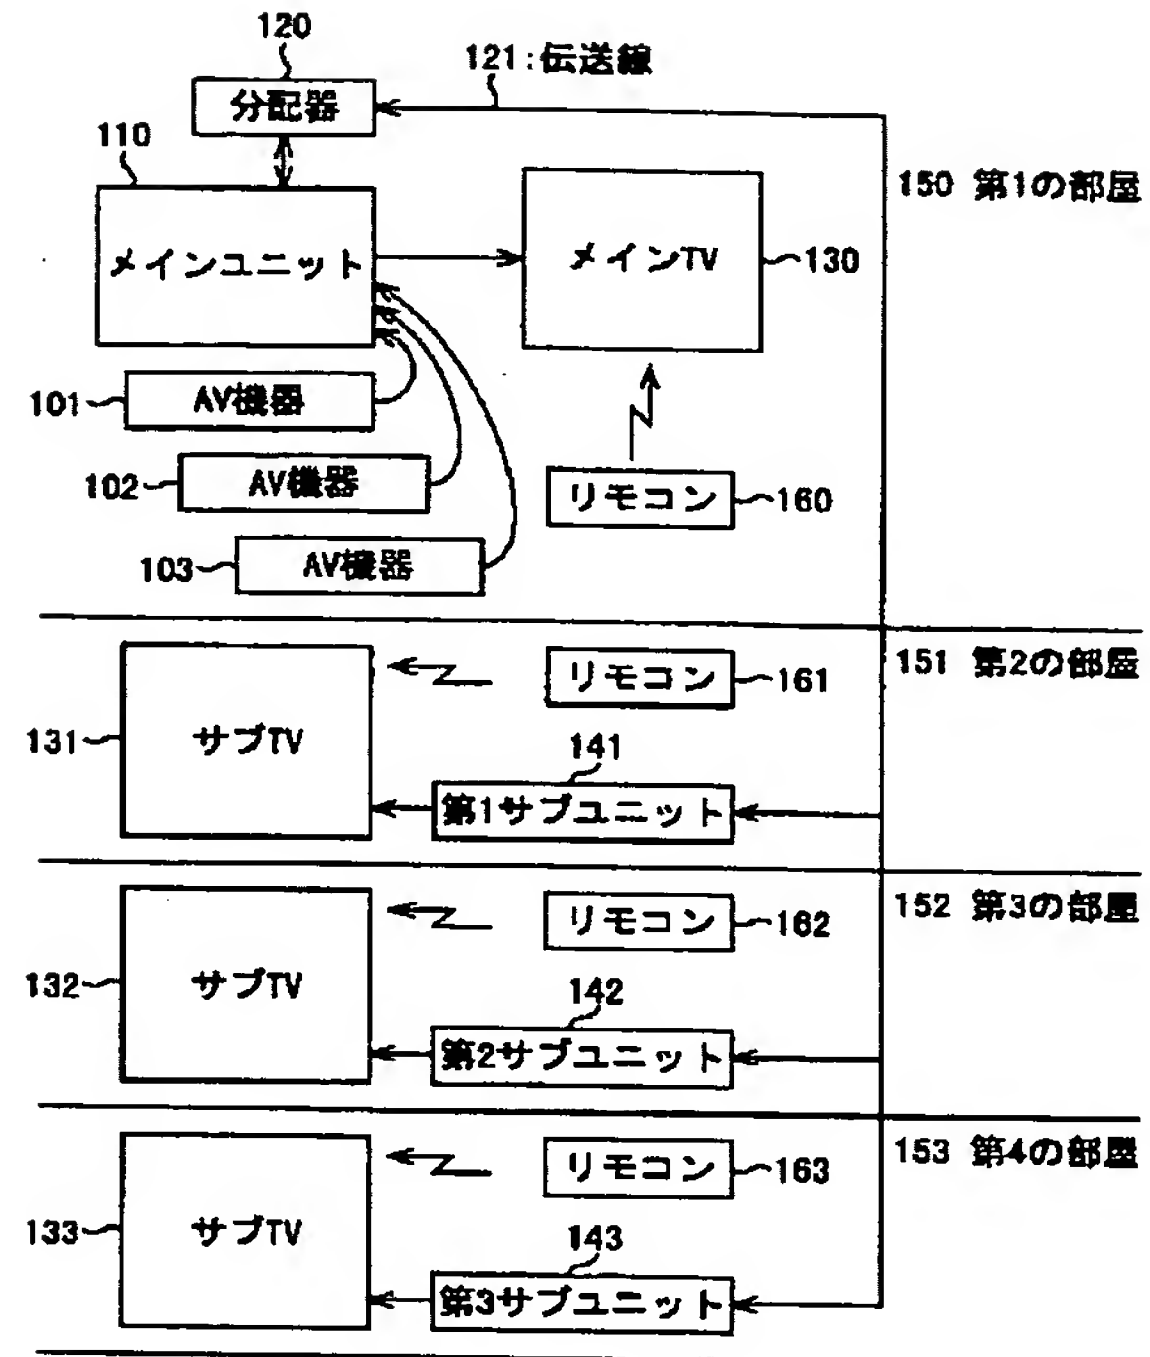 120
121:伝送線
分配器
110
150 第1の部屋
メインユニット
メインTV
130
101
AV機器
102
AV機器
リモコン
160
103
AV機器
151 第2の部屋
リモコン
161
131
サブTV
141
第1サブユニット
152 第3の部屋
リモコン
162
132
サブTV
142
第2サブユニット
153 第4の部屋
リモコン
163
133
サブTV
143
第3サブユニット